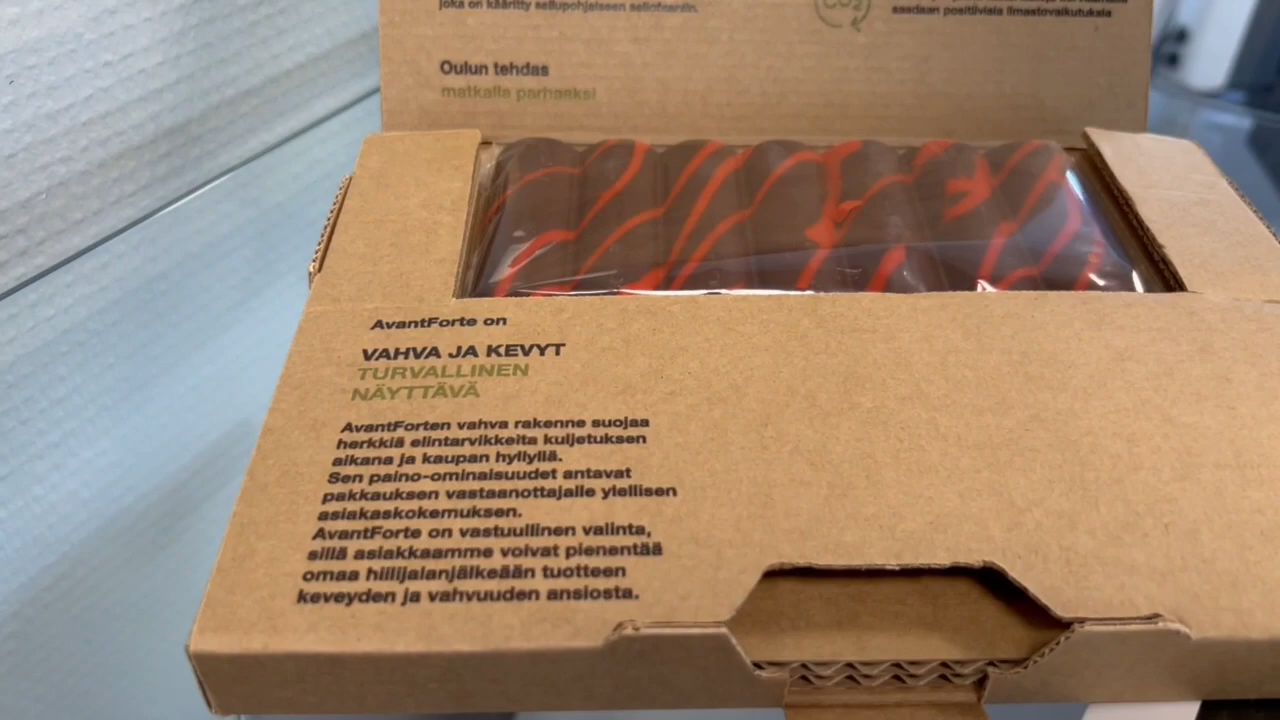 joka on kääritty sellupohjaiseen sellofaaniin.
CO₂
saadaan positiivisia ilmastovaikutuksia
Oulun tehdas
matkalla parhaaksi
AvantForte on
VAHVA JA KEVYT
TURVALLINEN
NÄYTTÄVÄ
AvantForten vahva rakenne suojaa
herkkiä elintarvikkeita kuljetuksen
aikana ja kaupan hyllyllä.
Sen paino-ominaisuudet antavat
pakkauksen vastaanottajalle ylellisen
asiakaskokemuksen.
AvantForte on vastuullinen valinta,
sillä asiakkaamme voivat pienentää
omaa hiilijalanjälkeään tuotteen
keveyden ja vahvuuden ansiosta.